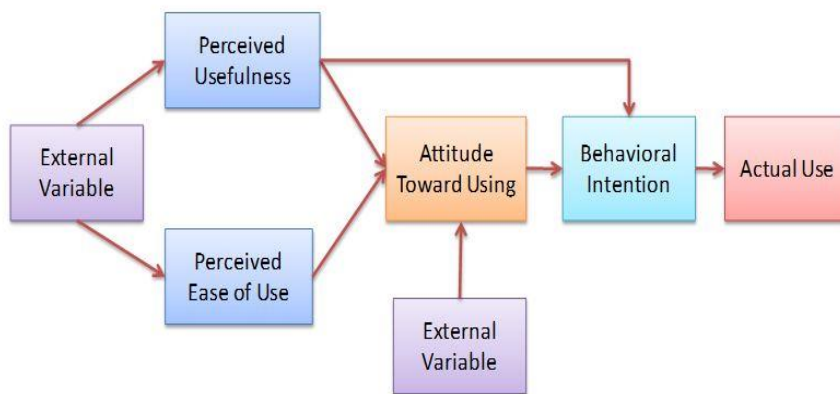 Perceived
Usefulness
External
Variable
Attitude
Toward Using
Behavioral
Intention
Actual Use
Perceived
Ease of Use
External
Variable